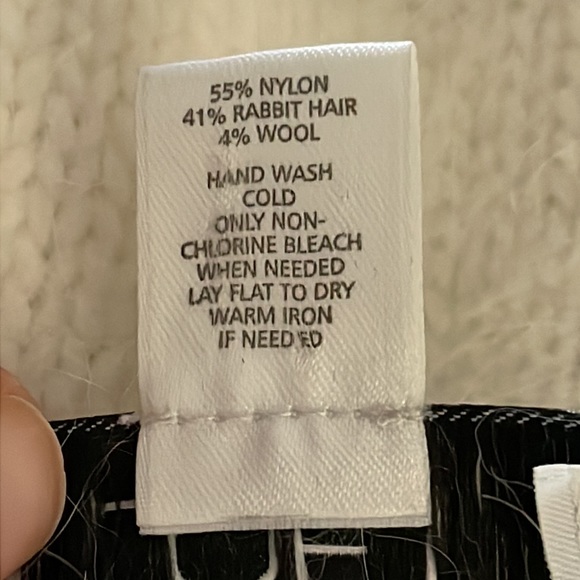 55% NYLON
41% RABBIT HAIR
4% WOOL
HAND WASH
COLD
ONLY NON-
CHLORINE BLEACH
WHEN NEEDED
LAY FLAT TO DRY
WARM IRON
IF NEEDED